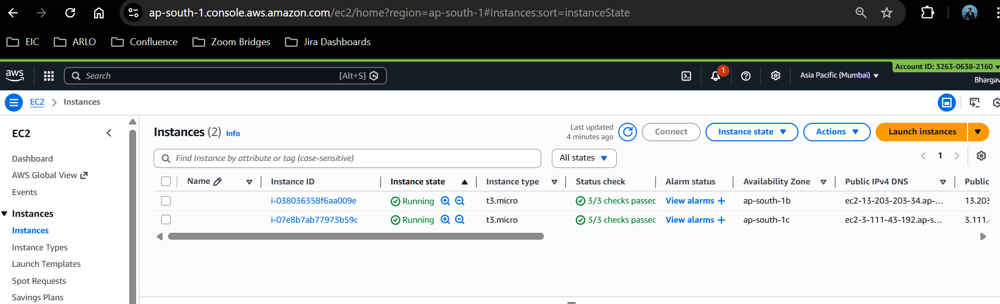 ap-south-1.console.aws.amazon.com/ec2/home?region=ap-south-1#Instances:sort=instanceState
EIC ARLO Confluence Zoom Bridges Jira Dashboards
aws Search [Alt+S] 1 Asia Pacific (Mumbai) Account ID: 3263-0638-2160
Bhargav
EC2 Instances
EC2
Dashboard
AWS Global View
Events
Instances
Instances
Instance Types
Launch Templates
Spot Requests
Savings Plans
Instances (2) Info
Last updated
4 minutes ago
Connect Instance state Actions Launch instances
Find Instance by attribute or tag (case-sensitive) All states 1
Name Instance ID Instance state Instance type Status check Alarm status Availability Zone Public IPv4 DNS Public
i-038036358f6aa009e Running t3.micro 3/3 checks passec View alarms + ap-south-1b ec2-13-203-203-34.ap-... 13.203
i-07e8b7ab77973b59c Running t3.micro 3/3 checks passec View alarms + ap-south-1c ec2-3-111-43-192.ap-s... 3.111.